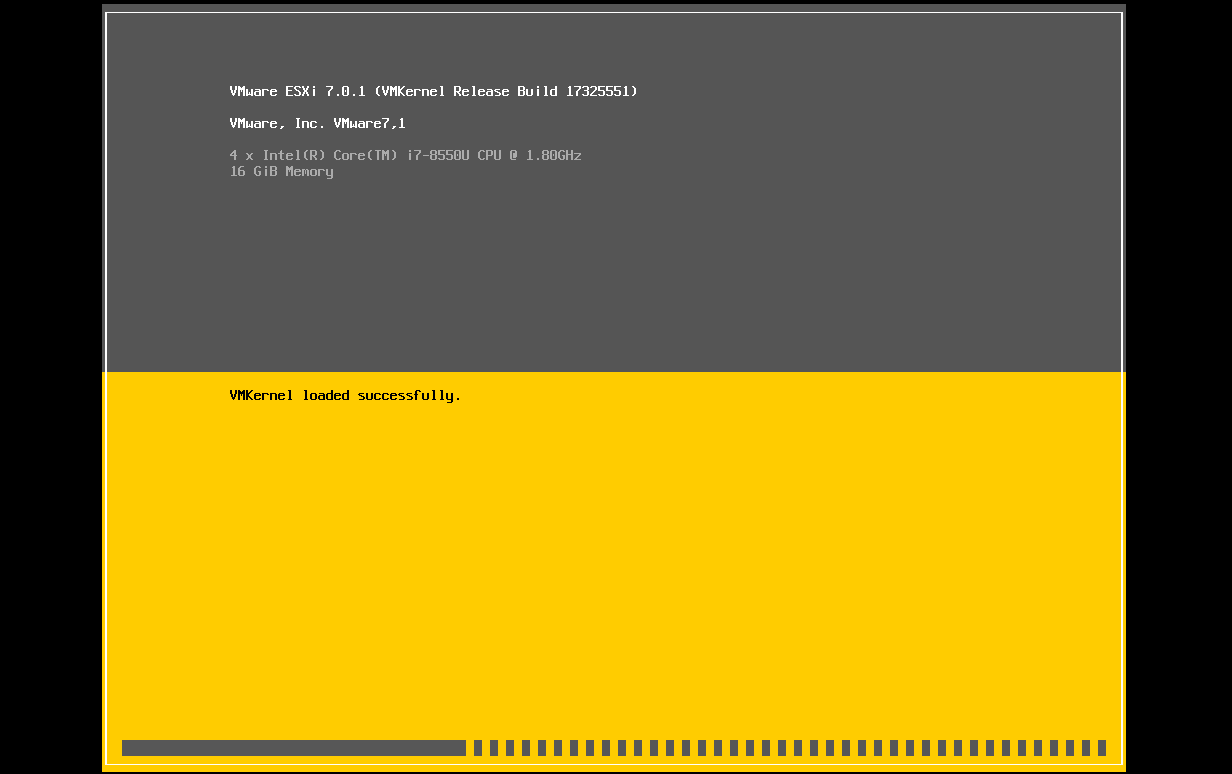 VMware ESXi 7.0.1 (VMKernel Release Build 17325551)
VMware, Inc. VMware7,1
4 x Intel(R) Core(TM) i7-8550U CPU @ 1.80GHz
16 GiB Memory
VMKernel loaded successfully.